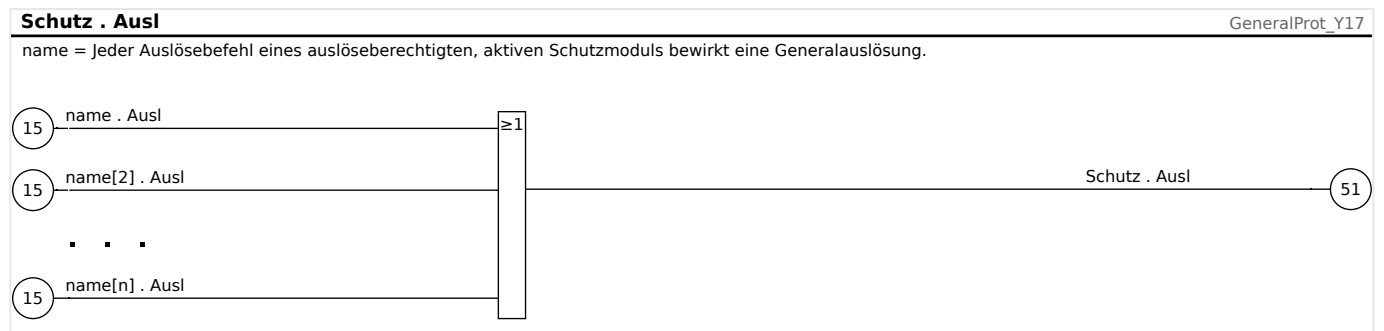 Schutz . Ausl
GeneralProt_Y17
name = Jeder Auslösebefehl eines auslöseberechtigten, aktiven Schutzmoduls bewirkt eine Generalauslösung.
15 name . Ausl
≥1
15 name[2] . Ausl
Schutz . Ausl 51
. . .
15 name[n] . Ausl